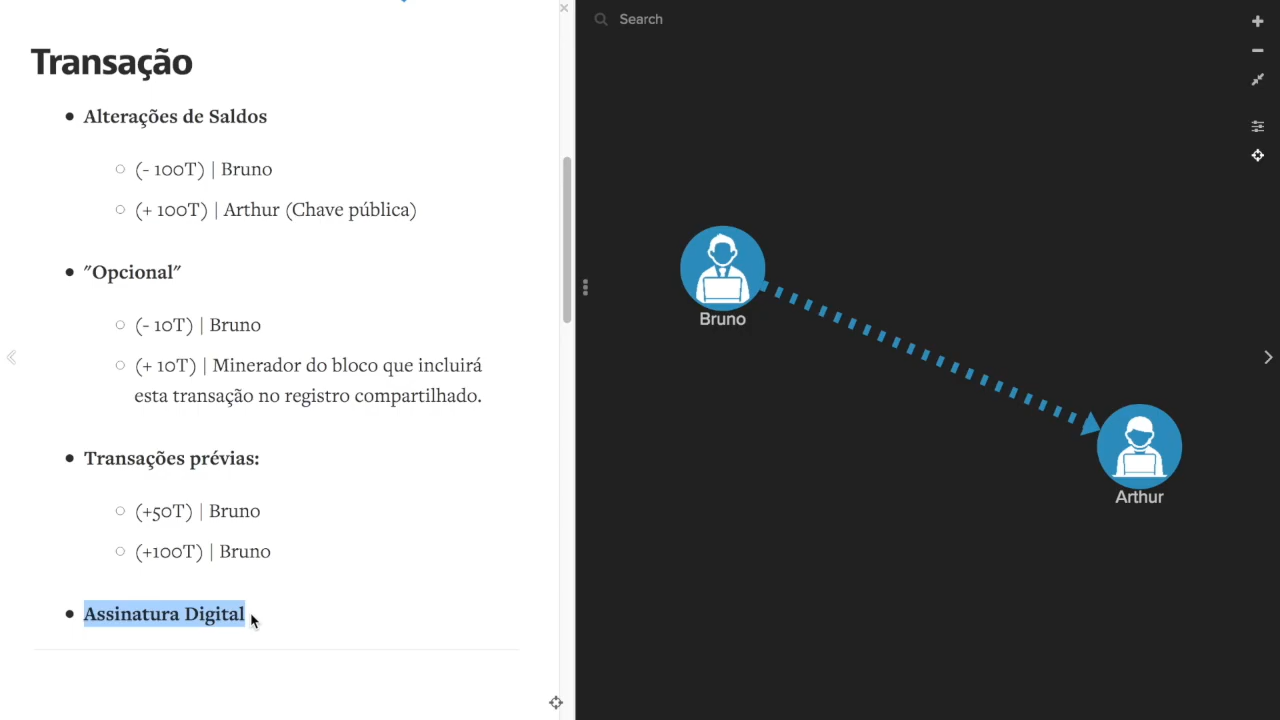 Transação
Alterações de Saldos
(- 100T) | Bruno
(+ 100T) | Arthur (Chave pública)
"Opcional"
(- 10T) | Bruno
(+ 10T) | Minerador do bloco que incluirá
esta transação no registro compartilhado.
Transações prévias:
(+50T) | Bruno
(+100T) | Bruno
Assinatura Digital
Search
Bruno
Arthur